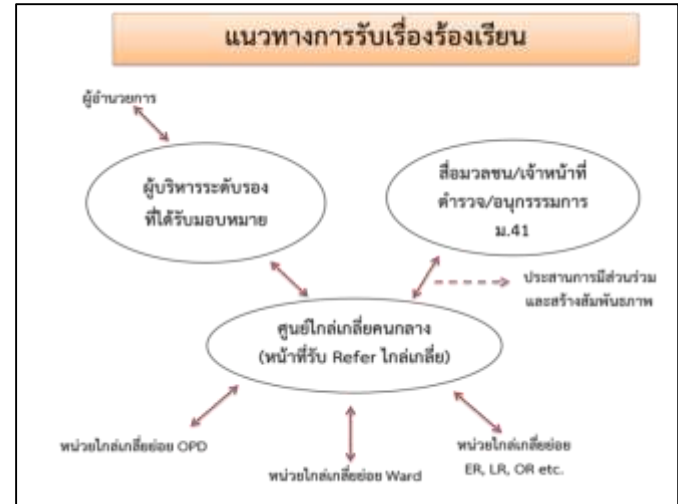 แนวทางการรับเรื่องร้องเรียน
ผู้อำนวยการ
ผู้บริหารระดับรอง
ที่ได้รับมอบหมาย
สื่อมวลชน/เจ้าหน้าที่
ตำรวจ/อนุกรรมการ
ม.41
ประสานการมีส่วนร่วม
และสร้างสัมพันธภาพ
ศูนย์ไกล่เกลี่ยคนกลาง
(หน้าที่รับ Refer ไกล่เกลี่ย)
หน่วยไกล่เกลี่ยย่อย OPD
หน่วยไกล่เกลี่ยย่อย Ward
หน่วยไกล่เกลี่ยย่อย
ER, LR, OR etc.